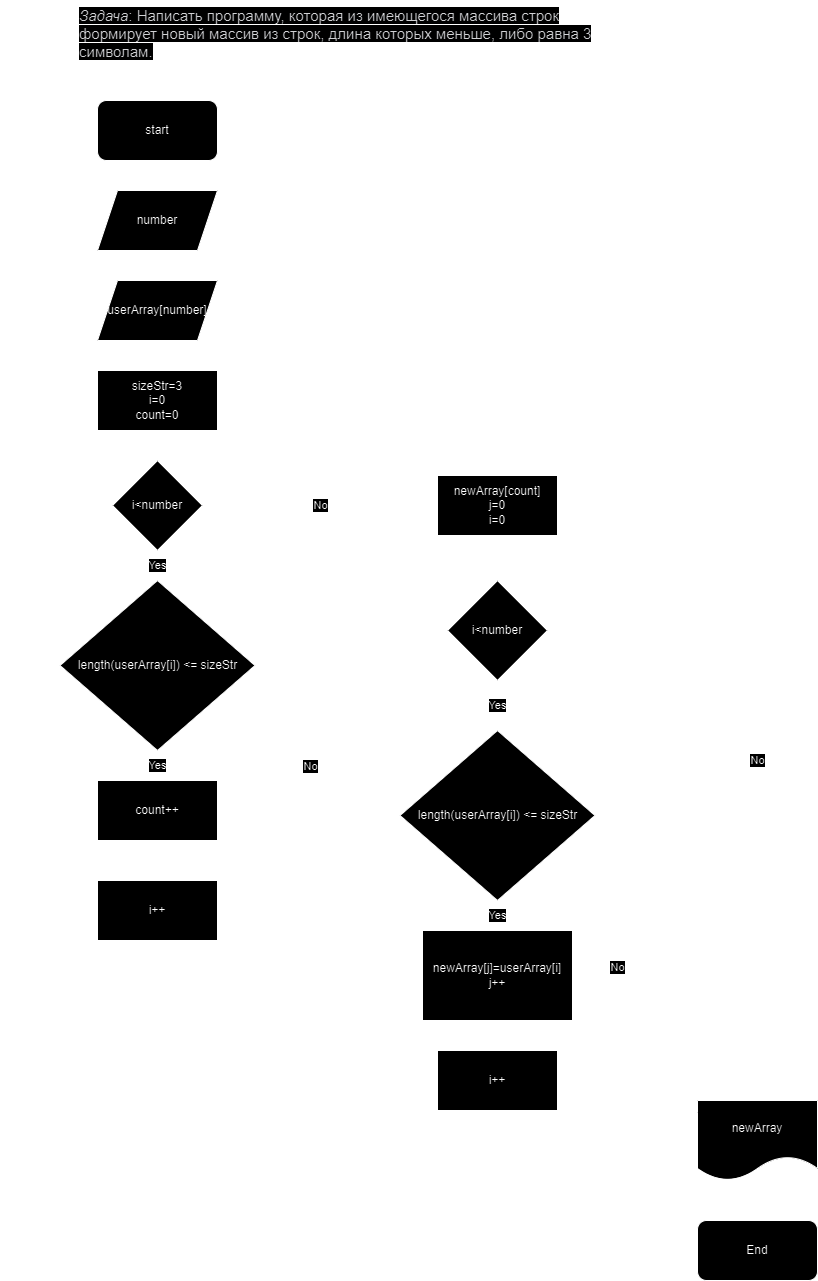 Задача: Написать программу, которая из имеющегося массива строк
формирует новый массив из строк, длина которых меньше, либо равна 3
символам.
start
number
userArray[number]
sizeStr=3
i=0
count=0
i<number
No
Yes
length(userArray[i]) <= sizeStr
Yes
No
count++
i++
newArray[count]
j=0
i=0
i<number
Yes
No
length(userArray[i]) <= sizeStr
Yes
newArray[j]=userArray[i]
j++
No
i++
newArray
End